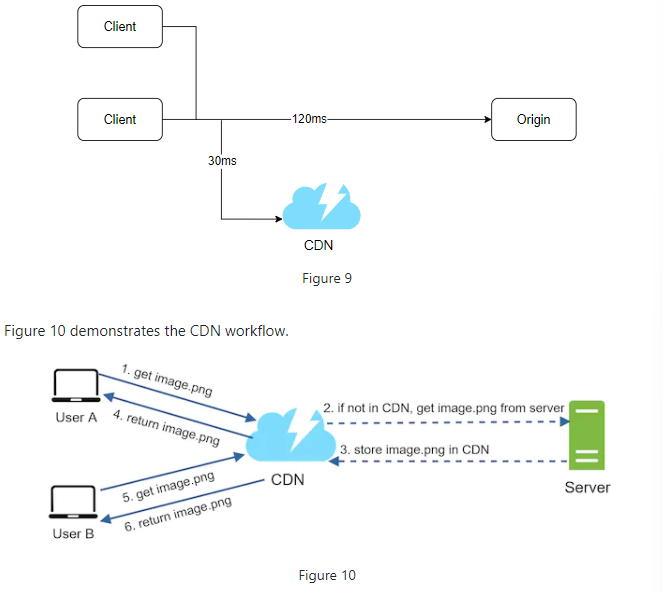 Client
Client
120ms
Origin
30ms
CDN
Figure 9
Figure 10 demonstrates the CDN workflow.
1. get image.png
User A
4. return image.png
2. if not in CDN, get image.png from server
3. store image.png in CDN
CDN
Server
5. get image.png
6. return image.png
User B
Figure 10